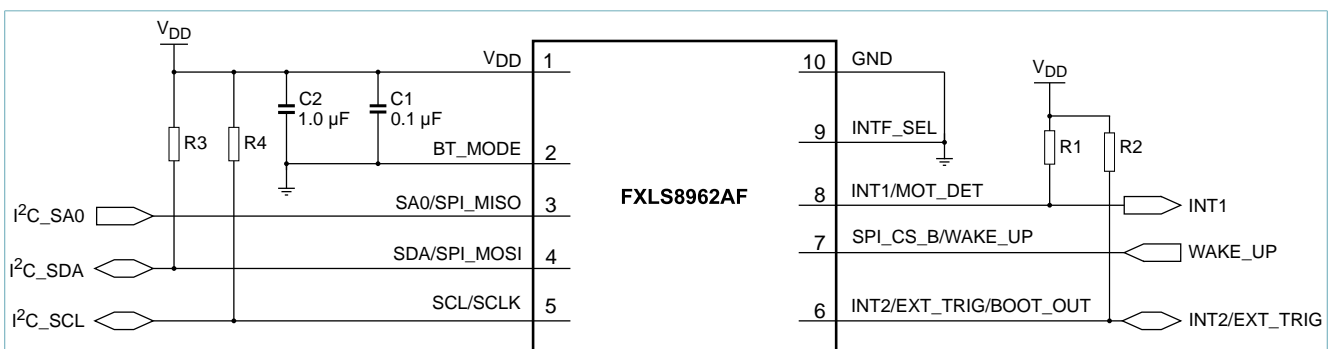 VDD
VDD 1
C2
1.0 µF
C1
0.1 µF
R3
R4
BT_MODE 2
I2C_SA0
SA0/SPI_MISO 3
I2C_SDA
SDA/SPI_MOSI 4
I2C_SCL
SCL/SCLK 5
FXLS8962AF
10 GND
9 INTF_SEL
VDD
R1
R2
8 INT1/MOT_DET
INT1
7 SPI_CS_B/WAKE_UP
WAKE_UP
6 INT2/EXT_TRIG/BOOT_OUT
INT2/EXT_TRIG